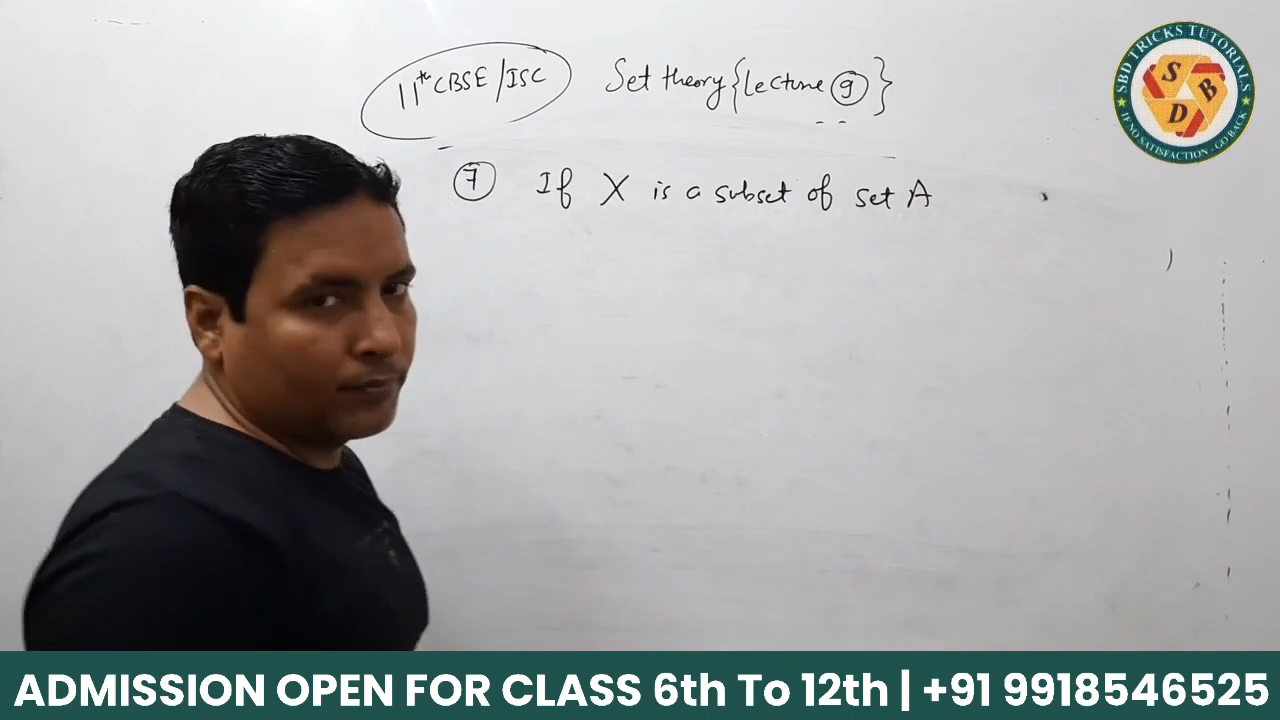 11th CBSE/ISC Set theory {lecture 9}
7 If X is a subset of set A
SBD TRICKS TUTORIALS
S
B
D
IF NO SATISFACTION - GO BACK
ADMISSION OPEN FOR CLASS 6th To 12th | +91 9918546525